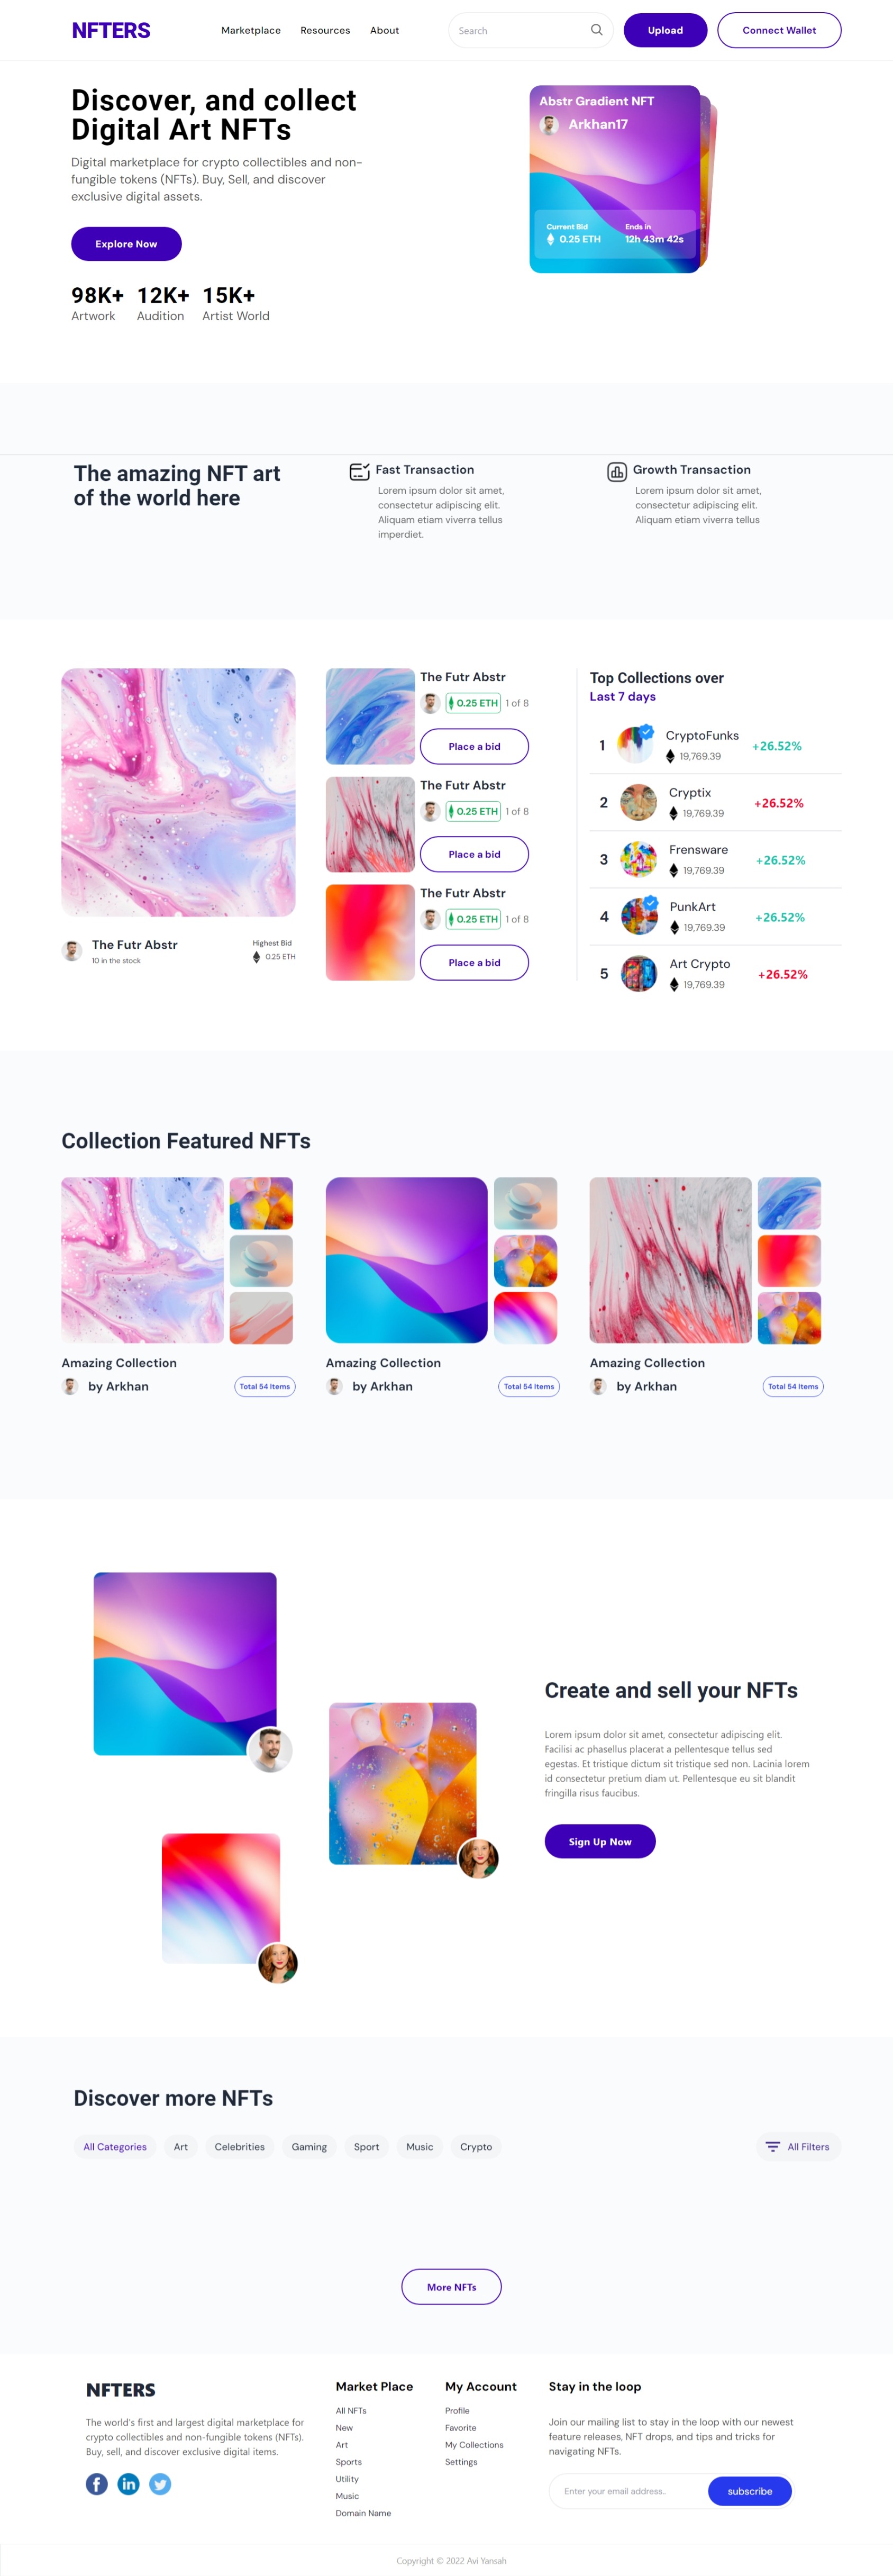 NFTERS
Marketplace
Resources
About
Search
Upload
Connect Wallet
Discover, and collect
Digital Art NFTs
Digital marketplace for crypto collectibles and non-
fungible tokens (NFTs). Buy, Sell, and discover
exclusive digital assets.
Explore Now
98K+ 12K+ 15K+
Artwork Audition Artist World
Abstr Gradient NFT
Arkhan17
Current Bid Ends in
0.25 ETH 12h 43m 42s
The amazing NFT art
of the world here
Fast Transaction
Lorem ipsum dolor sit amet,
consectetur adipiscing elit.
Aliquam etiam viverra tellus
imperdiet.
Growth Transaction
Lorem ipsum dolor sit amet,
consectetur adipiscing elit.
Aliquam etiam viverra tellus
The Futr Abstr
10 in the stock
Highest Bid
0.25 ETH
The Futr Abstr
0.25 ETH 1 of 8
Place a bid
The Futr Abstr
0.25 ETH 1 of 8
Place a bid
The Futr Abstr
0.25 ETH 1 of 8
Place a bid
Top Collections over
Last 7 days
1 CryptoFunks +26.52%
19,769.39
2 Cryptix +26.52%
19,769.39
3 Frensware +26.52%
19,769.39
4 PunkArt +26.52%
19,769.39
5 Art Crypto +26.52%
19,769.39
Collection Featured NFTs
Amazing Collection
by Arkhan Total 54 Items
Amazing Collection
by Arkhan Total 54 Items
Amazing Collection
by Arkhan Total 54 Items
Create and sell your NFTs
Lorem ipsum dolor sit amet, consectetur adipiscing elit.
Facilisi ac phasellus placerat a pellentesque tellus sed
egestas. Et tristique dictum sit tristique sed non. Lacinia lorem
id consectetur pretium diam ut. Pellentesque eu sit blandit
fringilla risus faucibus.
Sign Up Now
Discover more NFTs
All Categories Art Celebrities Gaming Sport Music Crypto All Filters
More NFTs
NFTERS
The world's first and largest digital marketplace for
crypto collectibles and non-fungible tokens (NFTs).
Buy, sell, and discover exclusive digital items.
Market Place
All NFTs
New
Art
Sports
Utility
Music
Domain Name
My Account
Profile
Favorite
My Collections
Settings
Stay in the loop
Join our mailing list to stay in the loop with our newest
feature releases, NFT drops, and tips and tricks for
navigating NFTs.
Enter your email address.. subscribe
Copyright © 2022 Avi Yansah